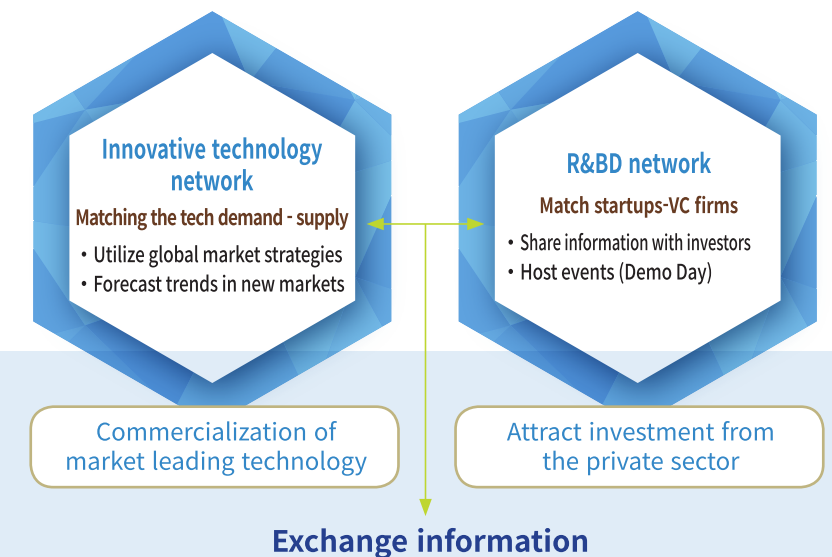 Innovative technology
network
Matching the tech demand - supply
• Utilize global market strategies
• Forecast trends in new markets
Commercialization of
market leading technology
R&BD network
Match startups-VC firms
• Share information with investors
• Host events (Demo Day)
Attract investment from
the private sector
Exchange information